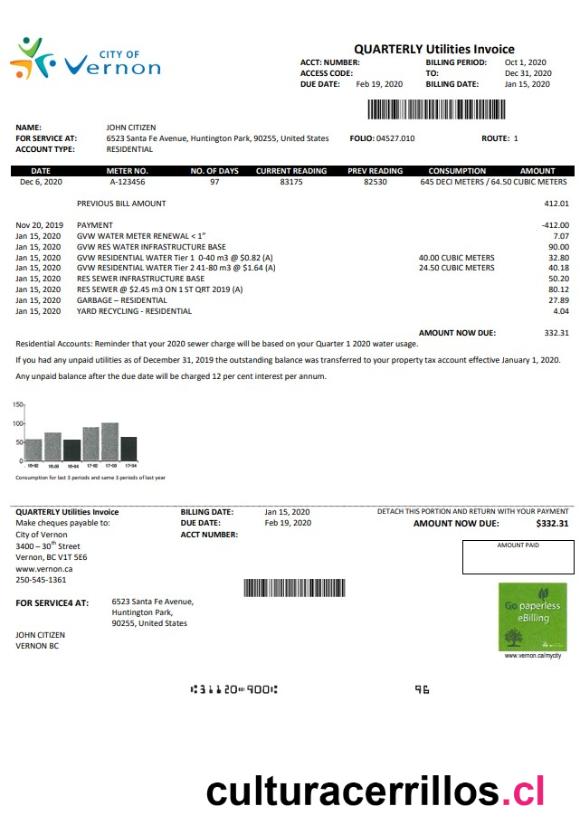 CITY OF
Vernon
QUARTERLY Utilities Invoice
ACCT: NUMBER: BILLING PERIOD: Oct 1, 2020
ACCESS CODE: TO: Dec 31, 2020
DUE DATE: Feb 19, 2020 BILLING DATE: Jan 15, 2020
NAME: JOHN CITIZEN
FOR SERVICE AT: 6523 Santa Fe Avenue, Huntington Park, 90255, United States FOLIO: 04527.010 ROUTE: 1
ACCOUNT TYPE: RESIDENTIAL
DATE METER NO. NO. OF DAYS CURRENT READING PREV READING CONSUMPTION AMOUNT
Dec 6, 2020 A-123456 97 83175 82530 645 DECI METERS / 64.50 CUBIC METERS
PREVIOUS BILL AMOUNT 412.01
Nov 20, 2019 PAYMENT -412.00
Jan 15, 2020 GVW WATER METER RENEWAL < 1" 7.07
Jan 15, 2020 GVW RES WATER INFRASTRUCTURE BASE 90.00
Jan 15, 2020 GVW RESIDENTIAL WATER Tier 1 0-40 m3 @ $0.82 (A) 40.00 CUBIC METERS 32.80
Jan 15, 2020 GVW RESIDENTIAL WATER Tier 2 41-80 m3 @ $1.64 (A) 24.50 CUBIC METERS 40.18
Jan 15, 2020 RES SEWER INFRASTRUCTURE BASE 50.20
Jan 15, 2020 RES SEWER @ $2.45 m3 ON 1 ST QRT 2019 (A) 80.12
Jan 15, 2020 GARBAGE – RESIDENTIAL 27.89
Jan 15, 2020 YARD RECYCLING - RESIDENTIAL 4.04
AMOUNT NOW DUE: 332.31
Residential Accounts: Reminder that your 2020 sewer charge will be based on your Quarter 1 2020 water usage.
If you had any unpaid utilities as of December 31, 2019 the outstanding balance was transferred to your property tax account effective January 1, 2020.
Any unpaid balance after the due date will be charged 12 per cent interest per annum.
150
100
50
0
Consumption for last 3 periods and same 3 periods of last year
QUARTERLY Utilities Invoice BILLING DATE: Jan 15, 2020 DETACH THIS PORTION AND RETURN WITH YOUR PAYMENT
Make cheques payable to: DUE DATE: Feb 19, 2020 AMOUNT NOW DUE: $332.31
City of Vernon ACCT NUMBER:
3400 – 30th Street
Vernon, BC V1T 5E6
www.vernon.ca
250-545-1361
AMOUNT PAID
FOR SERVICE4 AT: 6523 Santa Fe Avenue,
Huntington Park,
90255, United States
Go paperless
eBilling
JOHN CITIZEN
VERNON BC
www.vernon.ca/mycity
96
culturacerrillos.cl